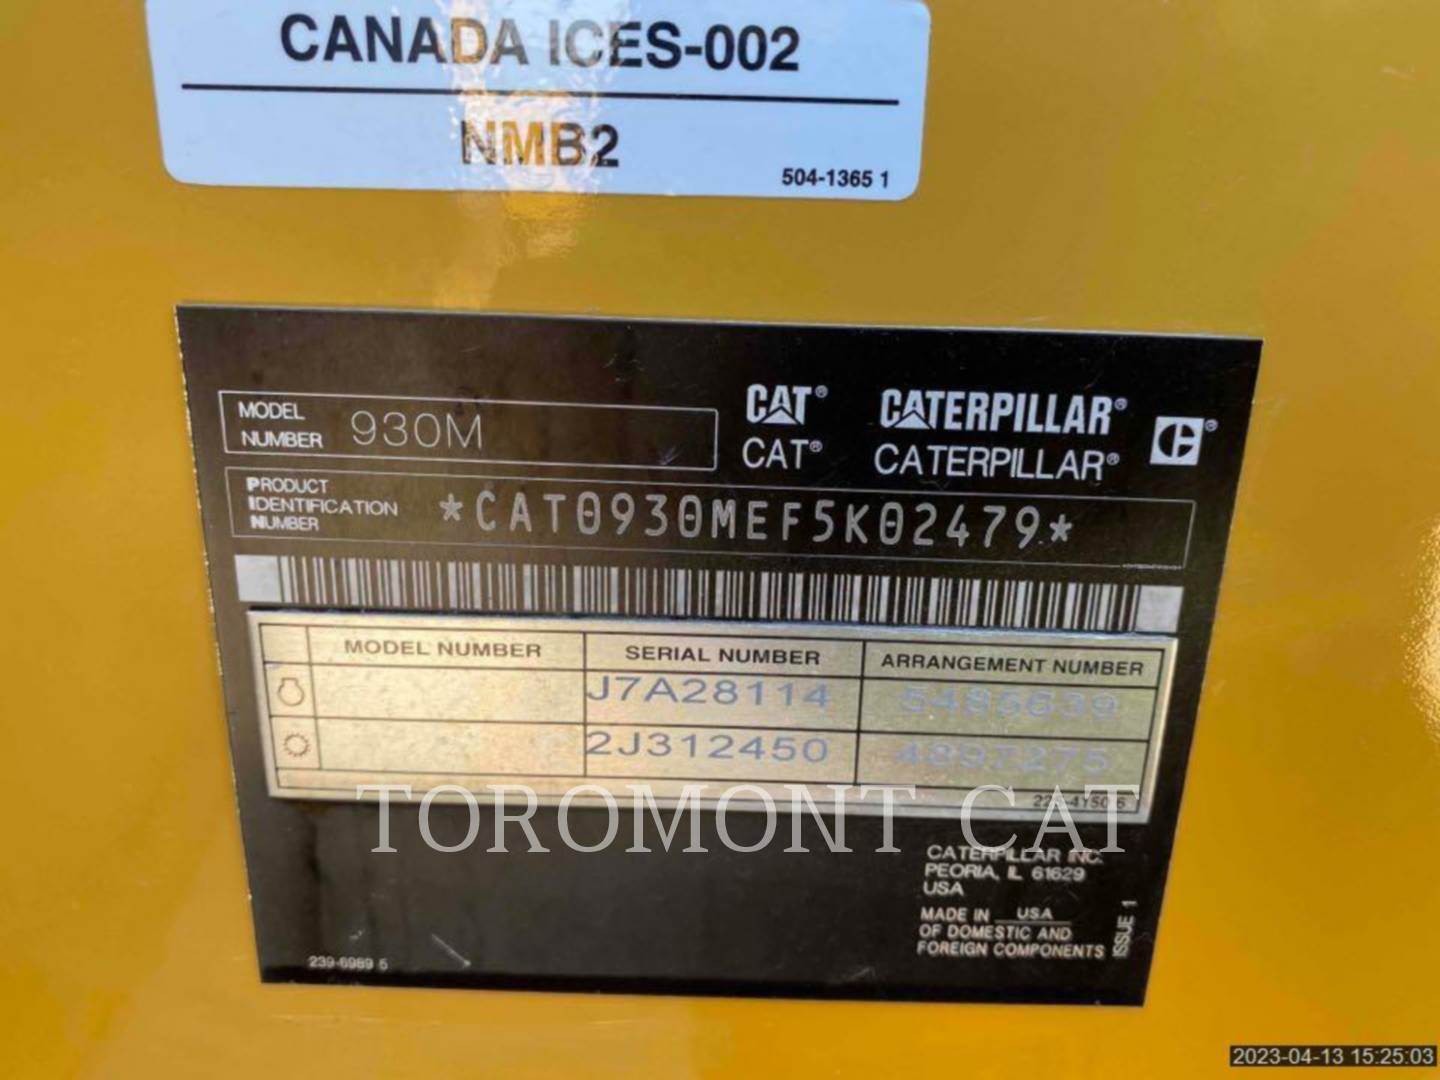 CANADA ICES-002
NMB2
504-1365 1
MODEL NUMBER 930M
CAT® CATERPILLAR®
CAT® CATERPILLAR®
PRODUCT IDENTIFICATION NUMBER *CAT0930MEF5K02479*
MODEL NUMBER SERIAL NUMBER ARRANGEMENT NUMBER
J7A28114 5485639
2J312450 4897275
TOROMONT CAT
CATERPILLAR INC.
PEORIA, IL 61629
USA
MADE IN USA
OF DOMESTIC AND
FOREIGN COMPONENTS
ISSUE 1
239-6989 5
2023-04-13 15:25:03